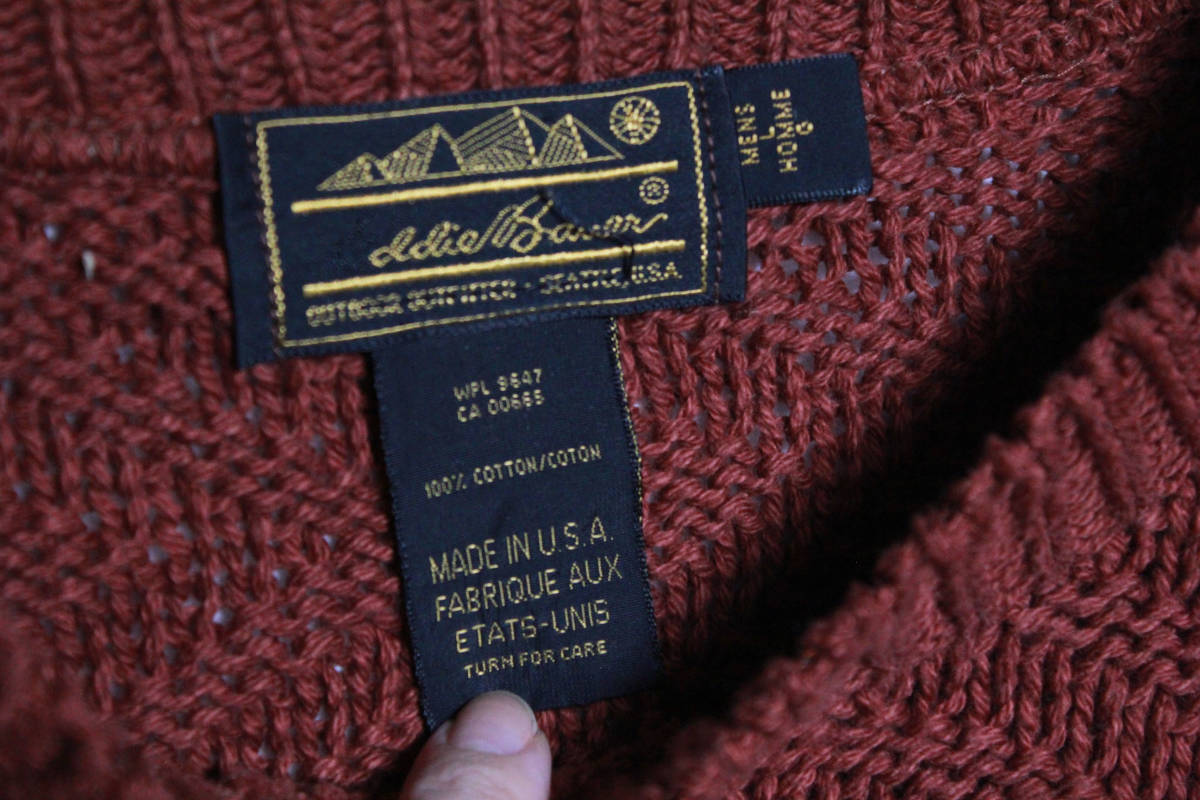 Eddie Bauer ®
OUTDOOR OUTFITTER - SEATTLE, U.S.A.
MENS
L
HOMME
G
WPL 9647
CA 00665
100% COTTON/COTON
MADE IN U.S.A.
FABRIQUE AUX
ETATS-UNIS
TURN FOR CARE